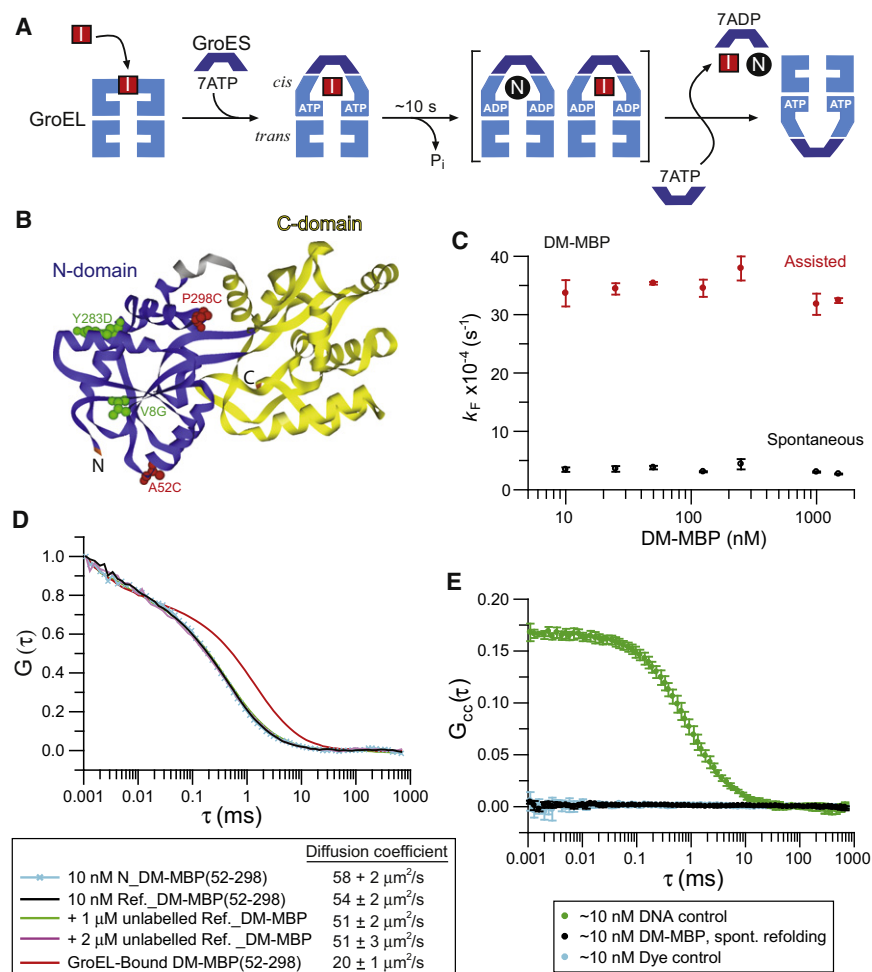 A
I
GroES
7ATP
I
GroEL
cis
trans
I
ATP
ATP
~10 s
Pi
N
ADP
ADP
I
ADP
ADP
7ADP
I
N
7ATP
ATP
ATP
B
C-domain
N-domain
P298C
Y283D
C
V8G
N
A52C
C
DM-MBP
Assisted
Spontaneous
kF x10-4 (s-1)
40
30
20
10
0
10
100
1000
DM-MBP (nM)
D
G (τ)
1.0
0.8
0.6
0.4
0.2
0.0
0.001
0.01
0.1
1
10
100
1000
τ (ms)
Diffusion coefficient
10 nM N_DM-MBP(52-298) 58 + 2 μm2/s
10 nM Ref._DM-MBP(52-298) 54 ± 2 μm2/s
+ 1 μM unlabelled Ref._DM-MBP 51 ± 2 μm2/s
+ 2 μM unlabelled Ref. _DM-MBP 51 ± 3 μm2/s
GroEL-Bound DM-MBP(52-298) 20 ± 1 μm2/s
E
Gcc(τ)
0.20
0.15
0.10
0.05
0.00
0.001
0.01
0.1
1
10
100
1000
τ (ms)
~10 nM DNA control
~10 nM DM-MBP, spont. refolding
~10 nM Dye control